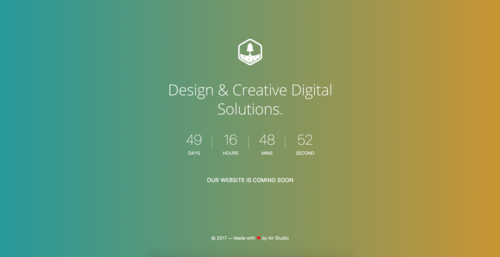 Design & Creative Digital
Solutions.
49 16 48 52
DAYS HOURS MINS SECOND
OUR WEBSITE IS COMING SOON
© 2017 — Made with ❤ by Air Studio